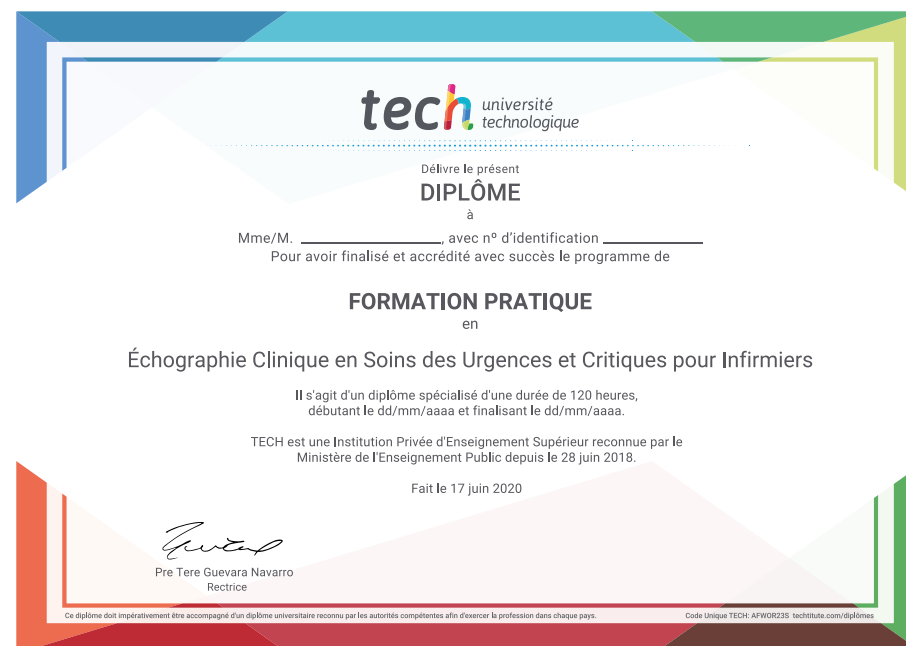 tech université
technologique
Délivre le présent
DIPLÔME
à
Mme/M. ____________________, avec nº d'identification ______________
Pour avoir finalisé et accrédité avec succès le programme de
FORMATION PRATIQUE
en
Échographie Clinique en Soins des Urgences et Critiques pour Infirmiers
Il s'agit d'un diplôme spécialisé d'une durée de 120 heures,
débutant le dd/mm/aaaa et finalisant le dd/mm/aaaa.
TECH est une Institution Privée d'Enseignement Supérieur reconnue par le
Ministère de l'Enseignement Public depuis le 28 juin 2018.
Fait le 17 juin 2020
Pre Tere Guevara Navarro
Rectrice
Ce diplôme doit impérativement être accompagné d'un diplôme universitaire reconnu par les autorités compétentes afin d'exercer la profession dans chaque pays.
Code Unique TECH: AFWOR23S techtitute.com/diplômes